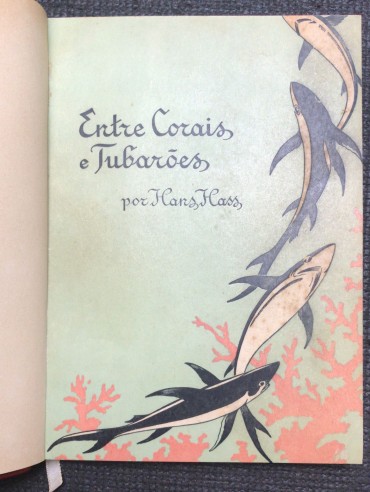 Entre Corais
e Tubarões
por Hans Hass